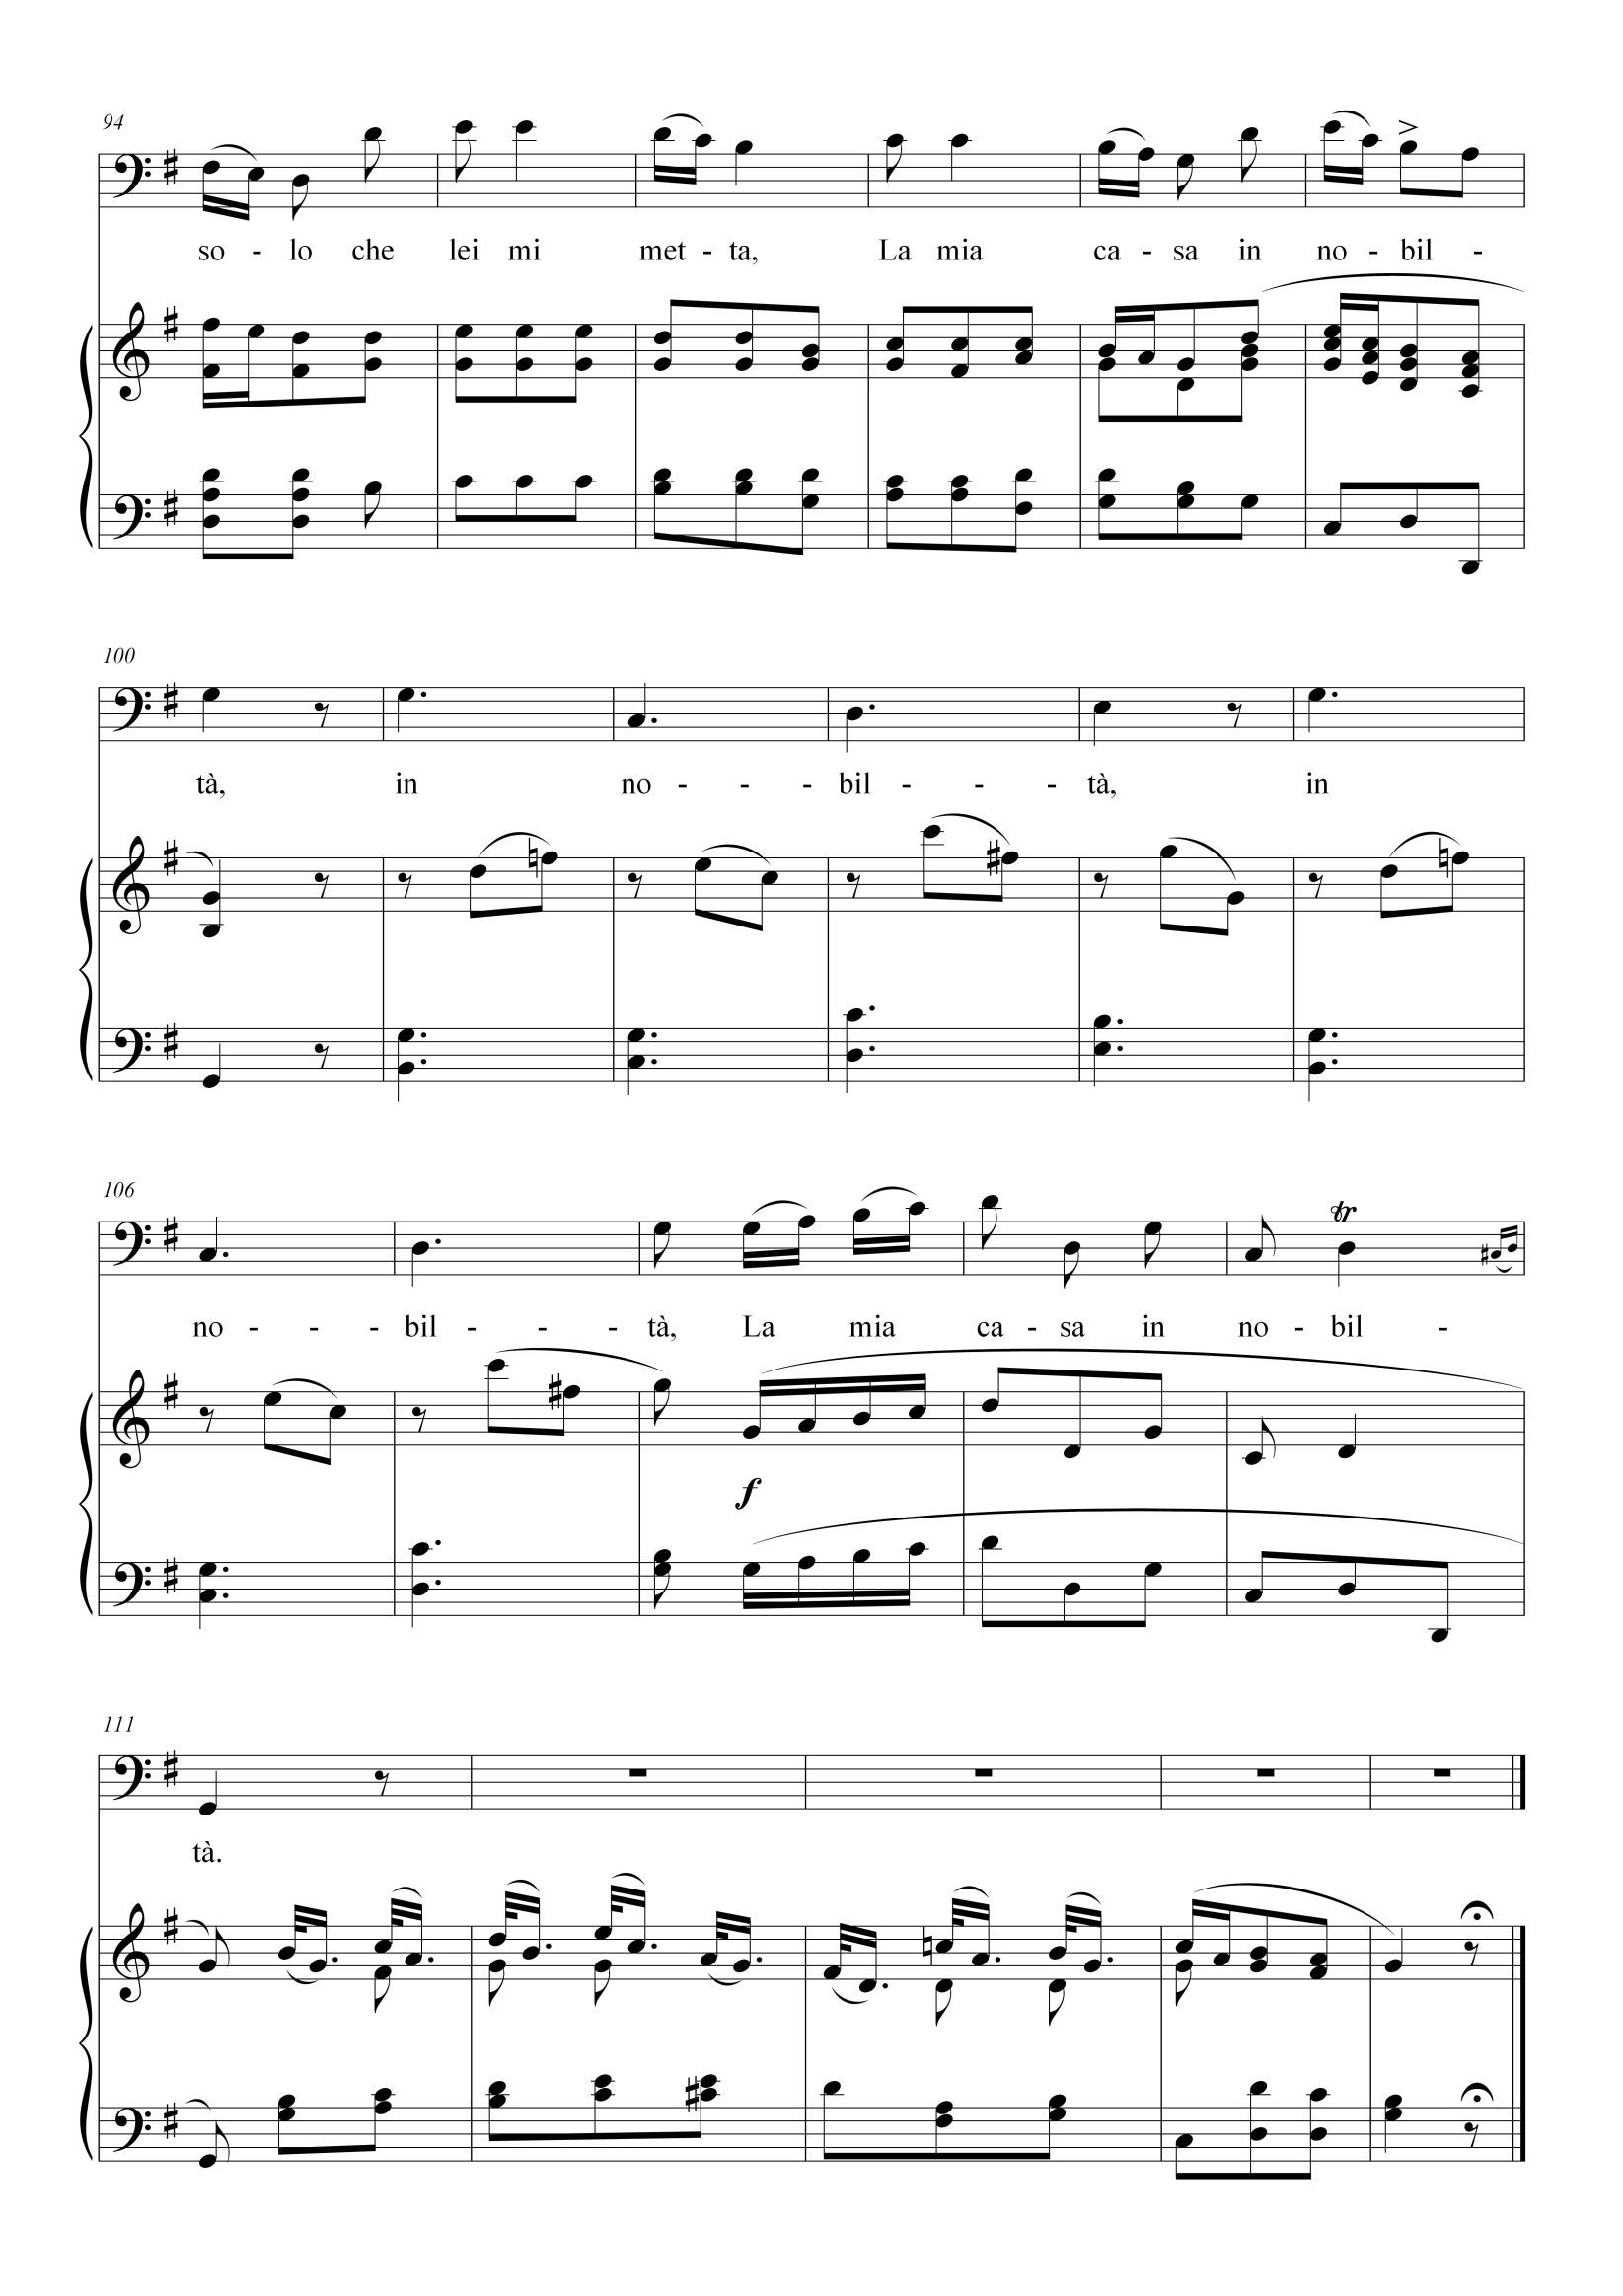 94
so - lo che lei mi met - ta, La mia ca - sa in no - bil -
100
tà, in no - - - bil - - - tà, in
106
no - - - bil - - - tà, La mia ca - sa in no - bil -
tr
f
111
tà.